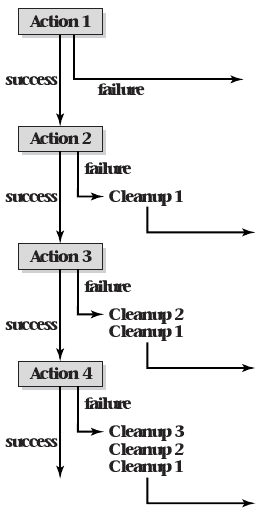 Action 1
success
failure
Action 2
failure
success
Cleanup 1
Action 3
failure
Cleanup 2
success
Cleanup 1
Action 4
failure
Cleanup 3
success
Cleanup 2
Cleanup 1